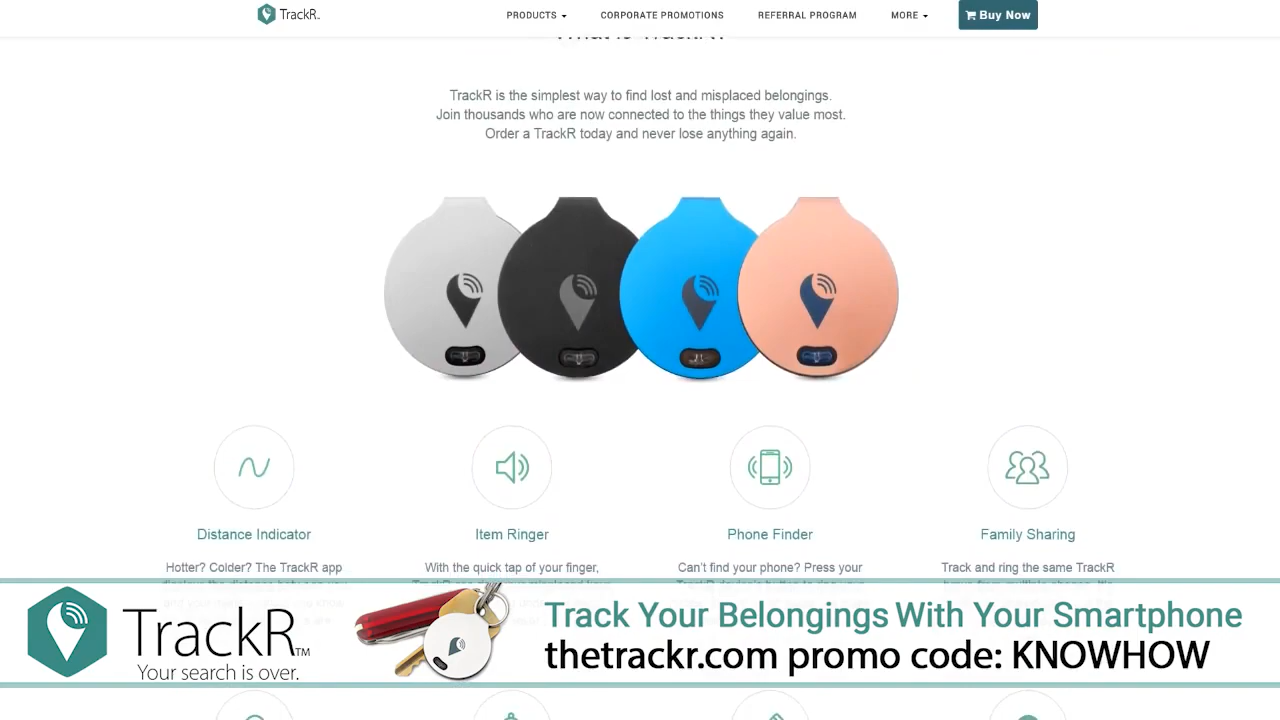 TrackR.
PRODUCTS
CORPORATE PROMOTIONS
REFERRAL PROGRAM
MORE
Buy Now
What is TrackR?
TrackR is the simplest way to find lost and misplaced belongings.
Join thousands who are now connected to the things they value most.
Order a TrackR today and never lose anything again.
Distance Indicator
Item Ringer
Phone Finder
Family Sharing
Hotter? Colder? The TrackR app
With the quick tap of your finger,
Can't find your phone? Press your
Track and ring the same TrackR
TrackR™
Your search is over.
Track Your Belongings With Your Smartphone
thetrackr.com promo code: KNOWHOW